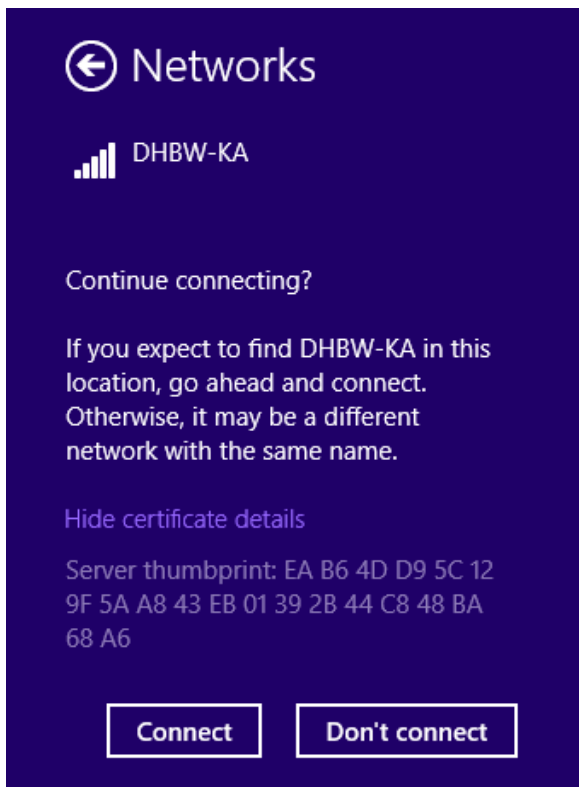 Networks
DHBW-KA
Continue connecting?
If you expect to find DHBW-KA in this
location, go ahead and connect.
Otherwise, it may be a different
network with the same name.
Hide certificate details
Server thumbprint: EA B6 4D D9 5C 12
9F 5A A8 43 EB 01 39 2B 44 C8 48 BA
68 A6
Connect Don't connect